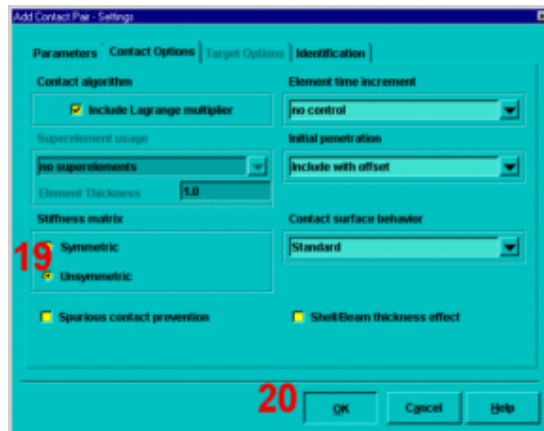 Add Contact Pair - Settings
Parameters Contact Options Target Options Identification
Contact algorithm
Include Lagrange multiplier
Element time increment
no control
Superelement usage
no superelements
Element Thickness 1.0
Initial penetration
Include with offset
Stiffness matrix
19 Symmetric
Unsymmetric
Contact surface behavior
Standard
Spurious contact prevention
Shell/Beam thickness effect
20 OK Cancel Help